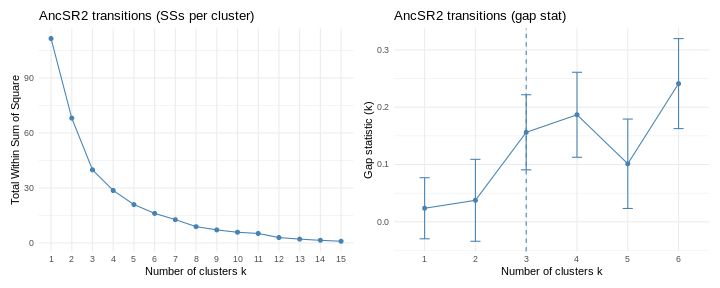 AncSR2 transitions (SSs per cluster)
Total Within Sum of Square
90
60
30
0
1 2 3 4 5 6 7 8 9 10 11 12 13 14 15
Number of clusters k
AncSR2 transitions (gap stat)
Gap statistic (k)
0.3
0.2
0.1
0.0
1 2 3 4 5 6
Number of clusters k